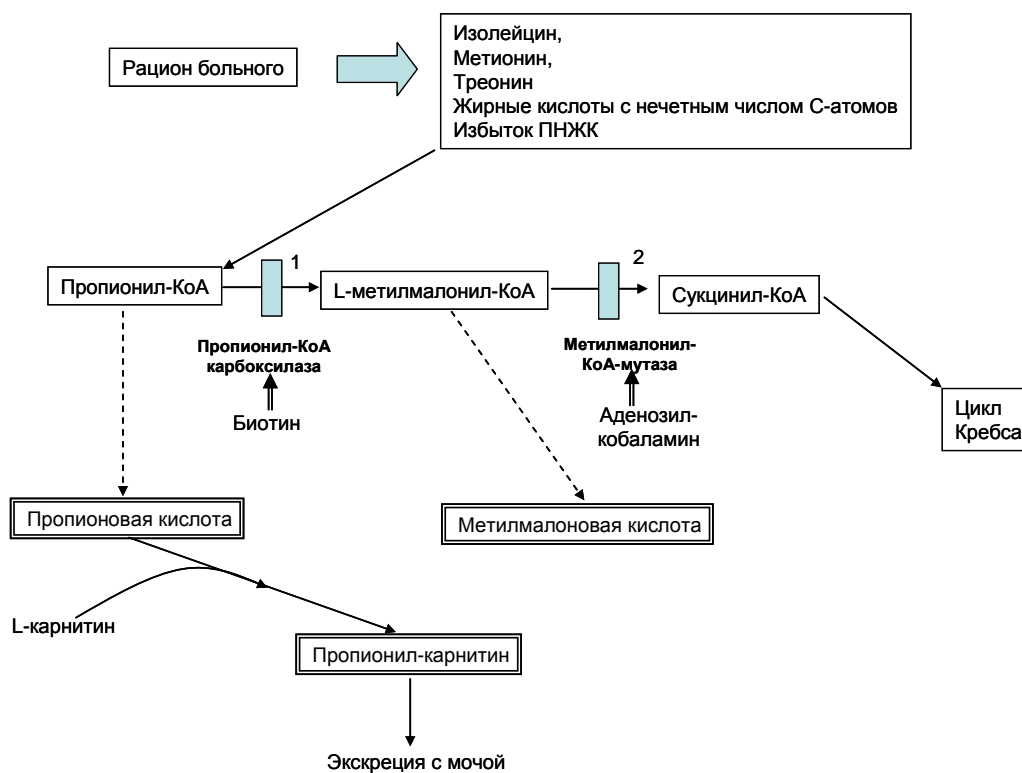 Рацион больного
Изолейцин,
Метионин,
Треонин
Жирные кислоты с нечетным числом С-атомов
Избыток ПНЖК
Пропионил-КоА
1
L-метилмалонил-КоА
2
Сукцинил-КоА
Пропионил-КоА
карбоксилаза
Метилмалонил-
КоА-мутаза
Биотин
Аденозил-
кобаламин
Цикл
Кребса
Пропионовая кислота
Метилмалоновая кислота
L-карнитин
Пропионил-карнитин
Экскреция с мочой